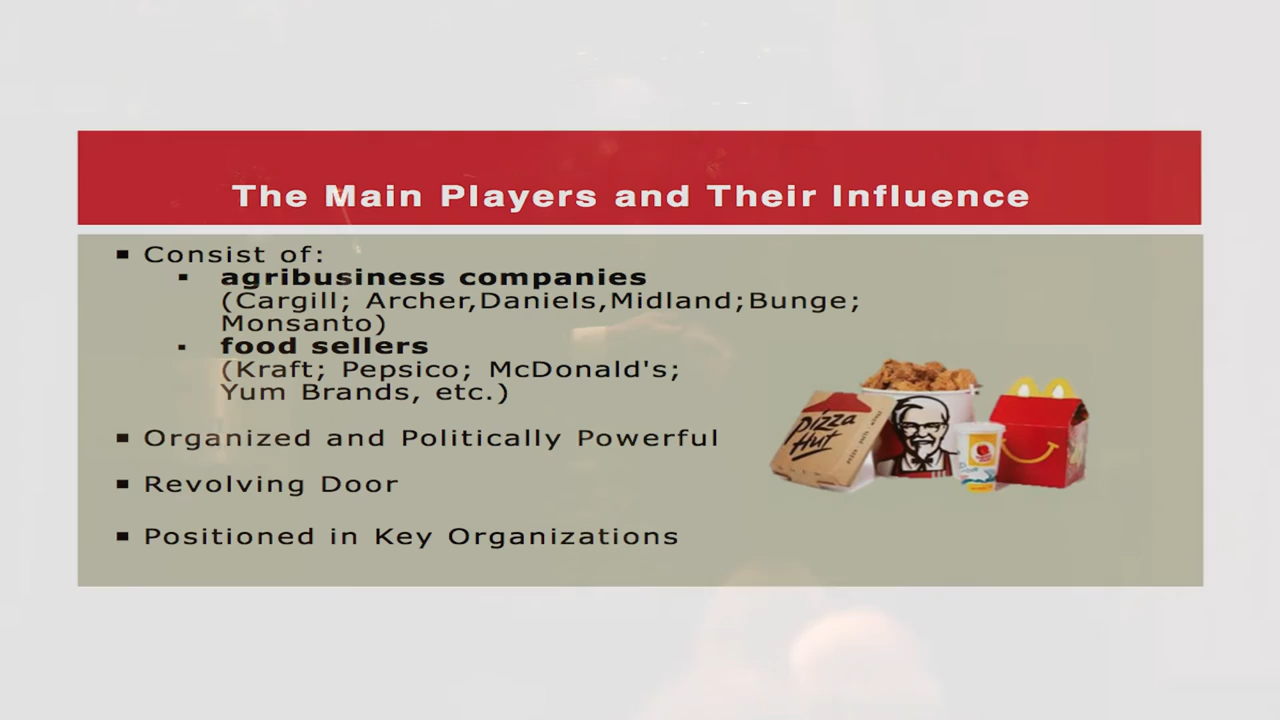 The Main Players and Their Influence
▪ Consist of:
▪ agribusiness companies
(Cargill; Archer,Daniels,Midland;Bunge;
Monsanto)
▪ food sellers
(Kraft; Pepsico; McDonald's;
Yum Brands, etc.)
▪ Organized and Politically Powerful
▪ Revolving Door
▪ Positioned in Key Organizations
Pizza
Hut